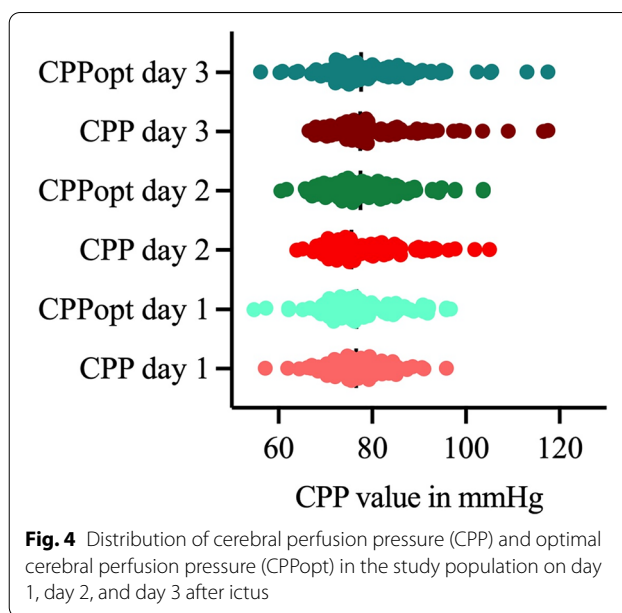 CPPopt day 3
CPP day 3
CPPopt day 2
CPP day 2
CPPopt day 1
CPP day 1
60 80 100 120
CPP value in mmHg
Fig. 4 Distribution of cerebral perfusion pressure (CPP) and optimal
cerebral perfusion pressure (CPPopt) in the study population on day
1, day 2, and day 3 after ictus